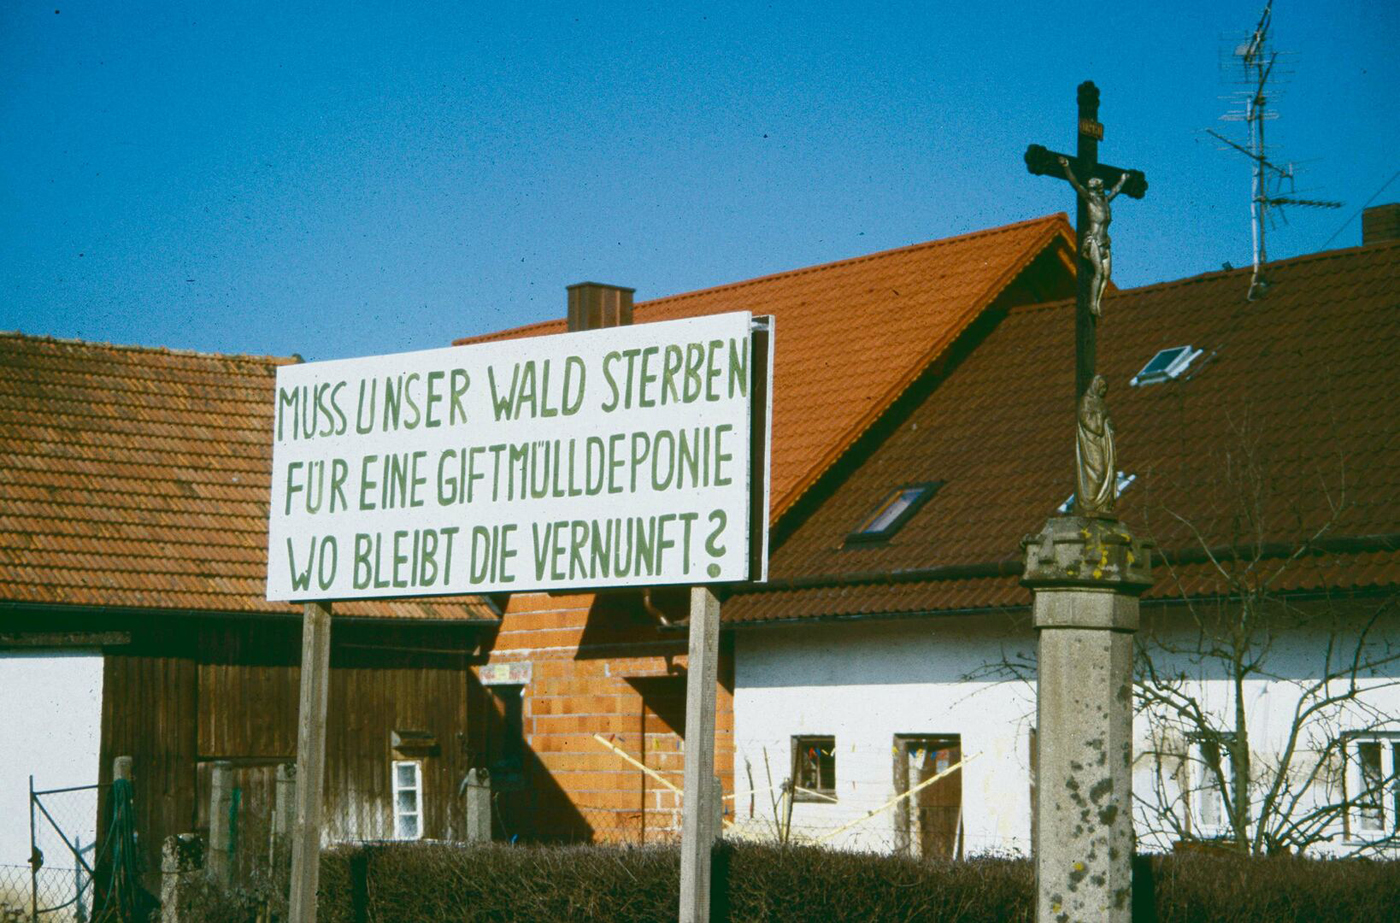 MUSS UNSER WALD STERBEN
FÜR EINE GIFTMÜLLDEPONIE
WO BLEIBT DIE VERNUNFT?